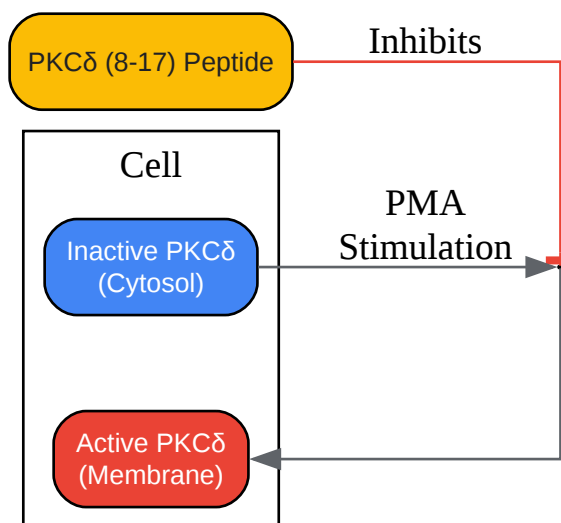 Inhibits
PKCδ (8-17) Peptide
Cell
PMA
Stimulation
Inactive PKCδ
(Cytosol)
Active PKCδ
(Membrane)